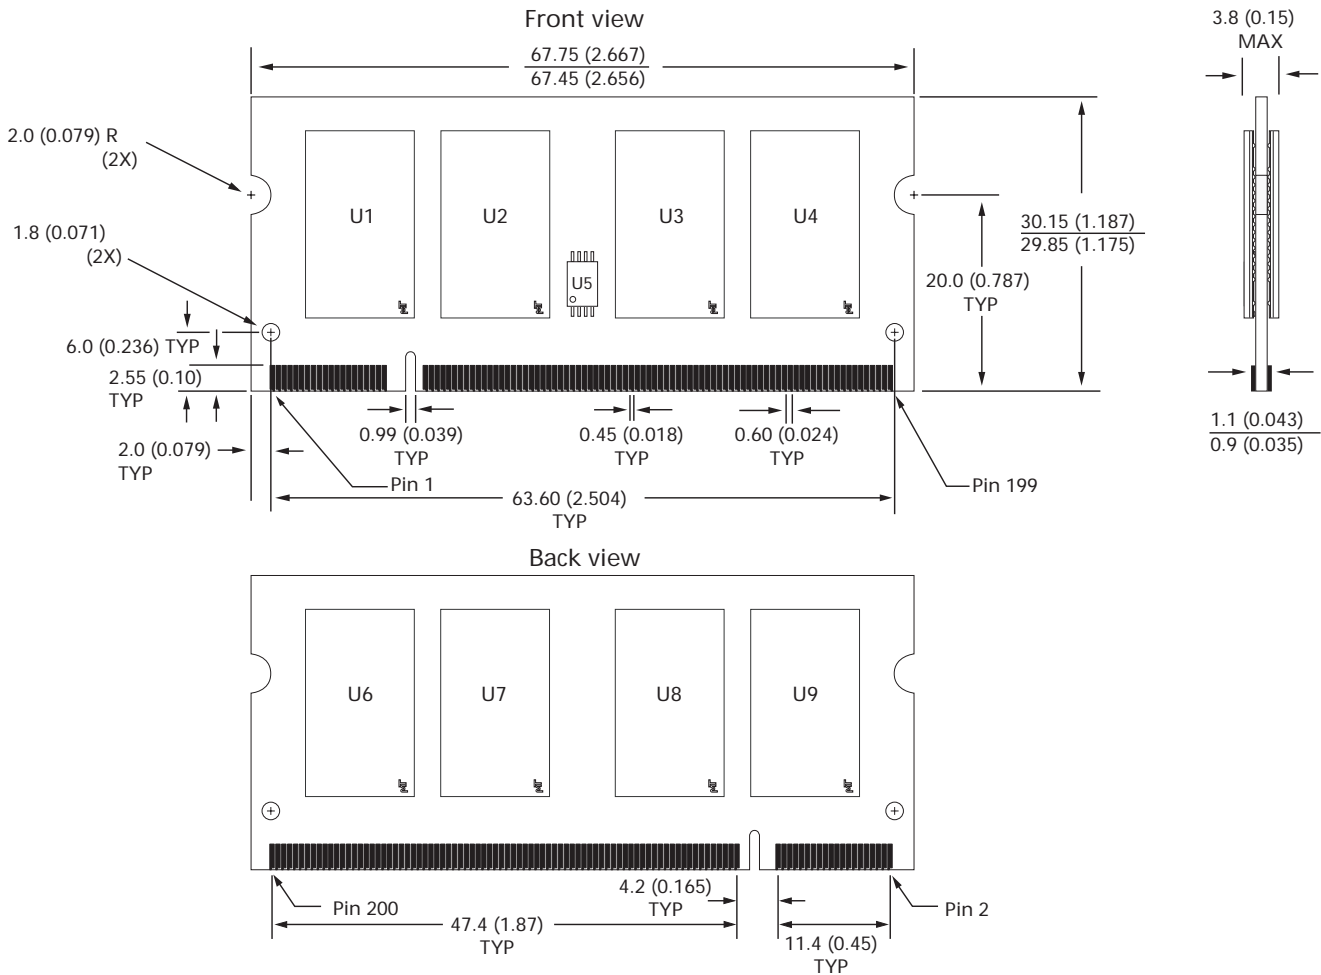 Front view
3.8 (0.15)
MAX
67.75 (2.667)
67.45 (2.656)
2.0 (0.079) R
(2X)
U1
U2
U3
U4
30.15 (1.187)
29.85 (1.175)
1.8 (0.071)
(2X)
U5
20.0 (0.787)
TYP
6.0 (0.236) TYP
2.55 (0.10)
TYP
1.1 (0.043)
0.9 (0.035)
0.99 (0.039)
TYP
0.45 (0.018)
TYP
0.60 (0.024)
TYP
2.0 (0.079)
TYP
Pin 1
Pin 199
63.60 (2.504)
TYP
Back view
U6
U7
U8
U9
4.2 (0.165)
TYP
Pin 200
Pin 2
47.4 (1.87)
TYP
11.4 (0.45)
TYP